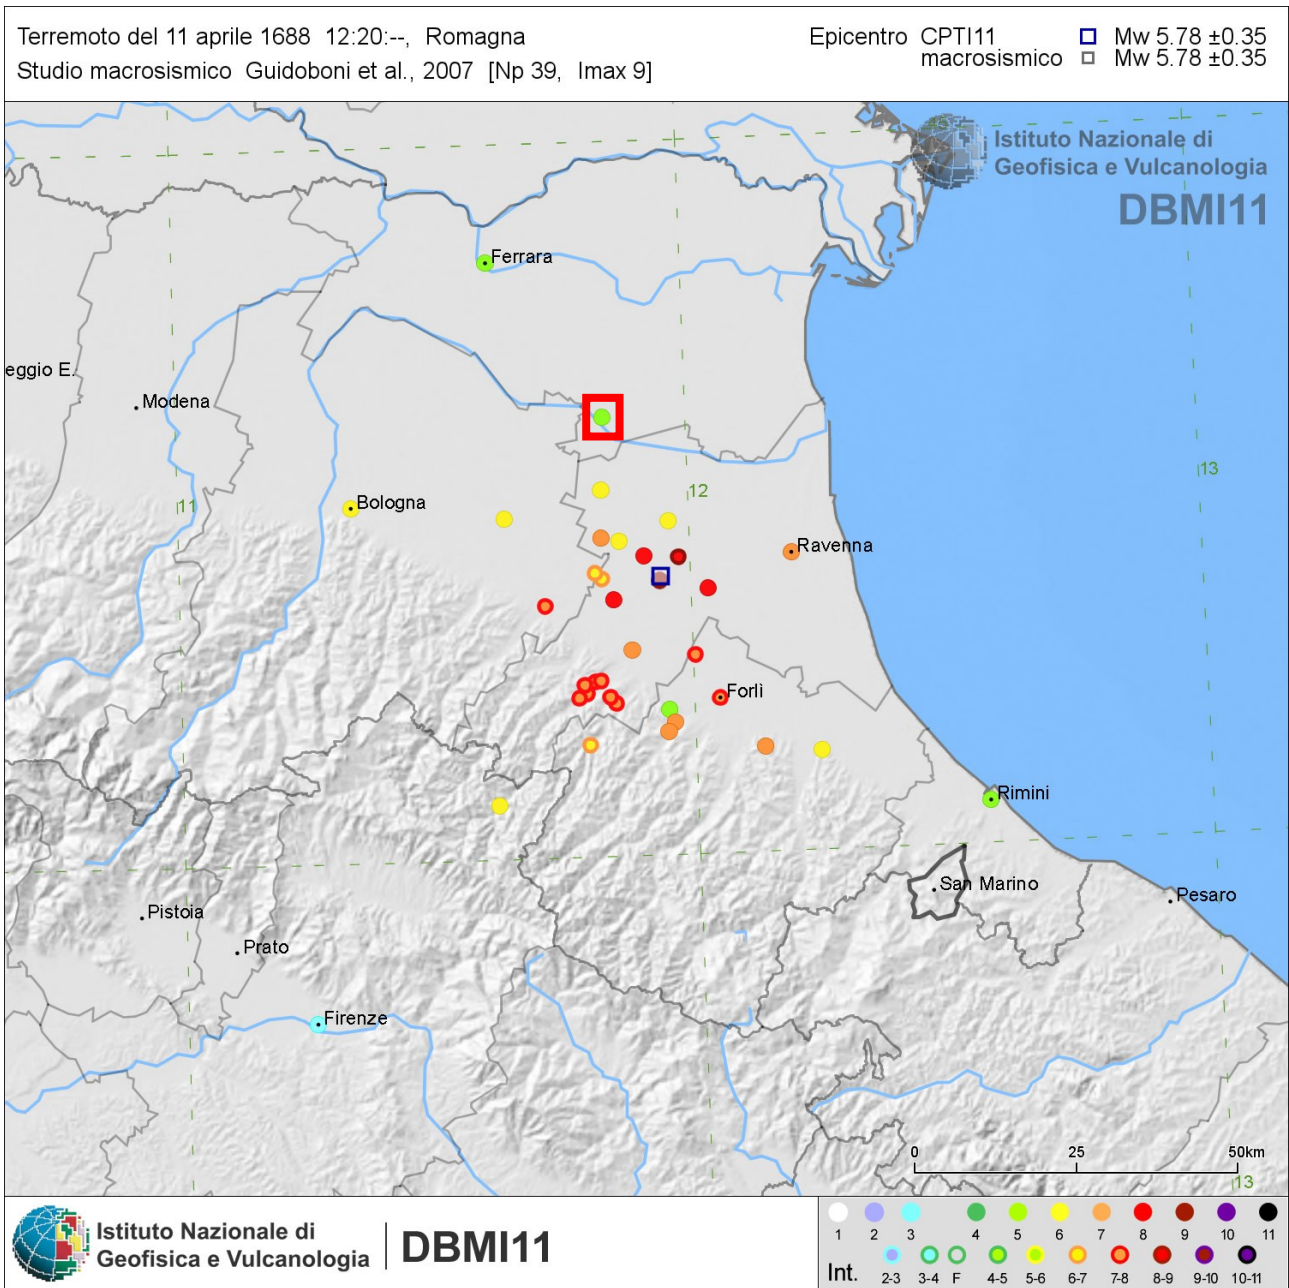 Terremoto del 11 aprile 1688 12:20:--, Romagna
Studio macrosismico Guidoboni et al., 2007 [Np 39, Imax 9]
Epicentro CPTI11 Mw 5.78 ±0.35
macrosismico Mw 5.78 ±0.35
Istituto Nazionale di
Geofisica e Vulcanologia
DBMI11
Ferrara
eggio E.
Modena
13
12
11
Bologna
Ravenna
Forlì
Rimini
San Marino
Pesaro
Pistoia
Prato
Firenze
0 25 50km
13
Istituto Nazionale di
Geofisica e Vulcanologia
DBMI11
1 2 3 4 5 6 7 8 9 10 11
Int. 2-3 3-4 F 4-5 5-6 6-7 7-8 8-9 9-10 10-11